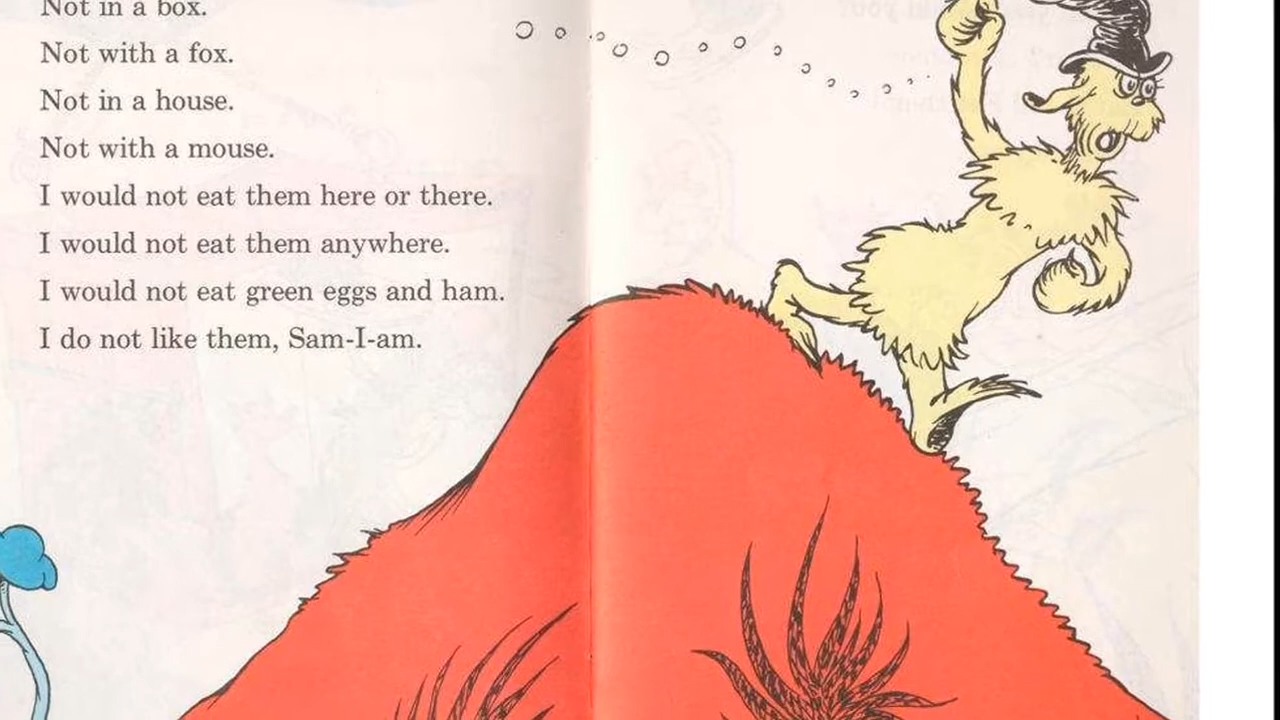 Not in a box.
Not with a fox.
Not in a house.
Not with a mouse.
I would not eat them here or there.
I would not eat them anywhere.
I would not eat green eggs and ham.
I do not like them, Sam-I-am.